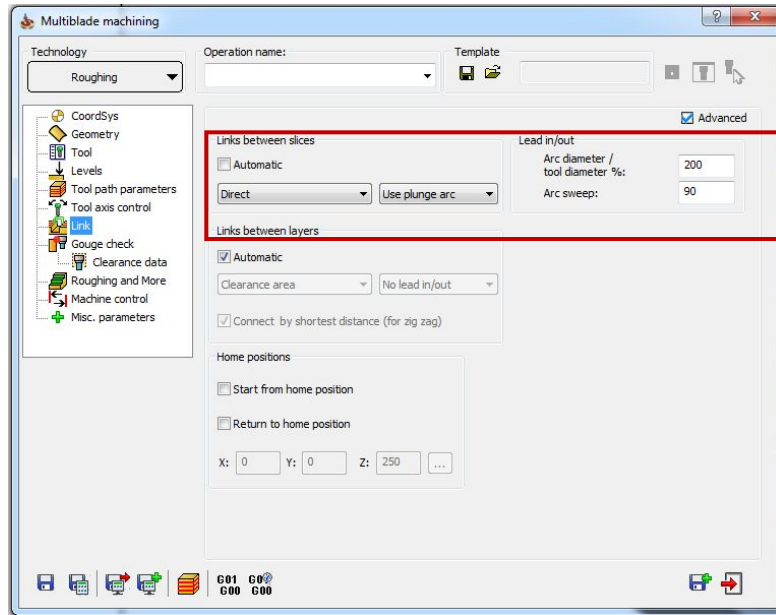 Multiblade machining
Technology
Operation name:
Template
Roughing
CoordSys
Geometry
Tool
Levels
Tool path parameters
Tool axis control
Link
Gouge check
Clearance data
Roughing and More
Machine control
Misc. parameters
Advanced
Links between slices
Automatic
Direct
Use plunge arc
Lead in/out
Arc diameter /
tool diameter %:
200
Arc sweep:
90
Links between layers
Automatic
Clearance area
No lead in/out
Connect by shortest distance (for zig zag)
Home positions
Start from home position
Return to home position
X: 0 Y: 0 Z: 250 ...
G01 G0
G00 G00